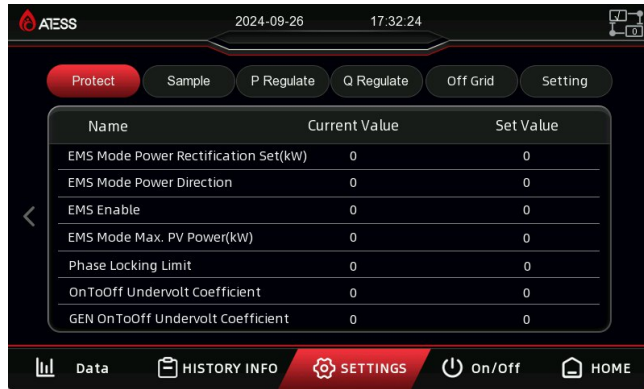 ATESS 2024-09-26 17:32:24
0
Protect Sample P Regulate Q Regulate Off Grid Setting
Name Current Value Set Value
EMS Mode Power Rectification Set(kW) 0 0
EMS Mode Power Direction 0 0
EMS Enable 0 0
EMS Mode Max. PV Power(kW) 0 0
Phase Locking Limit 0 0
OnToOff Undervolt Coefficient 0 0
GEN OnToOff Undervolt Coefficient 0 0
Data HISTORY INFO SETTINGS On/Off HOME